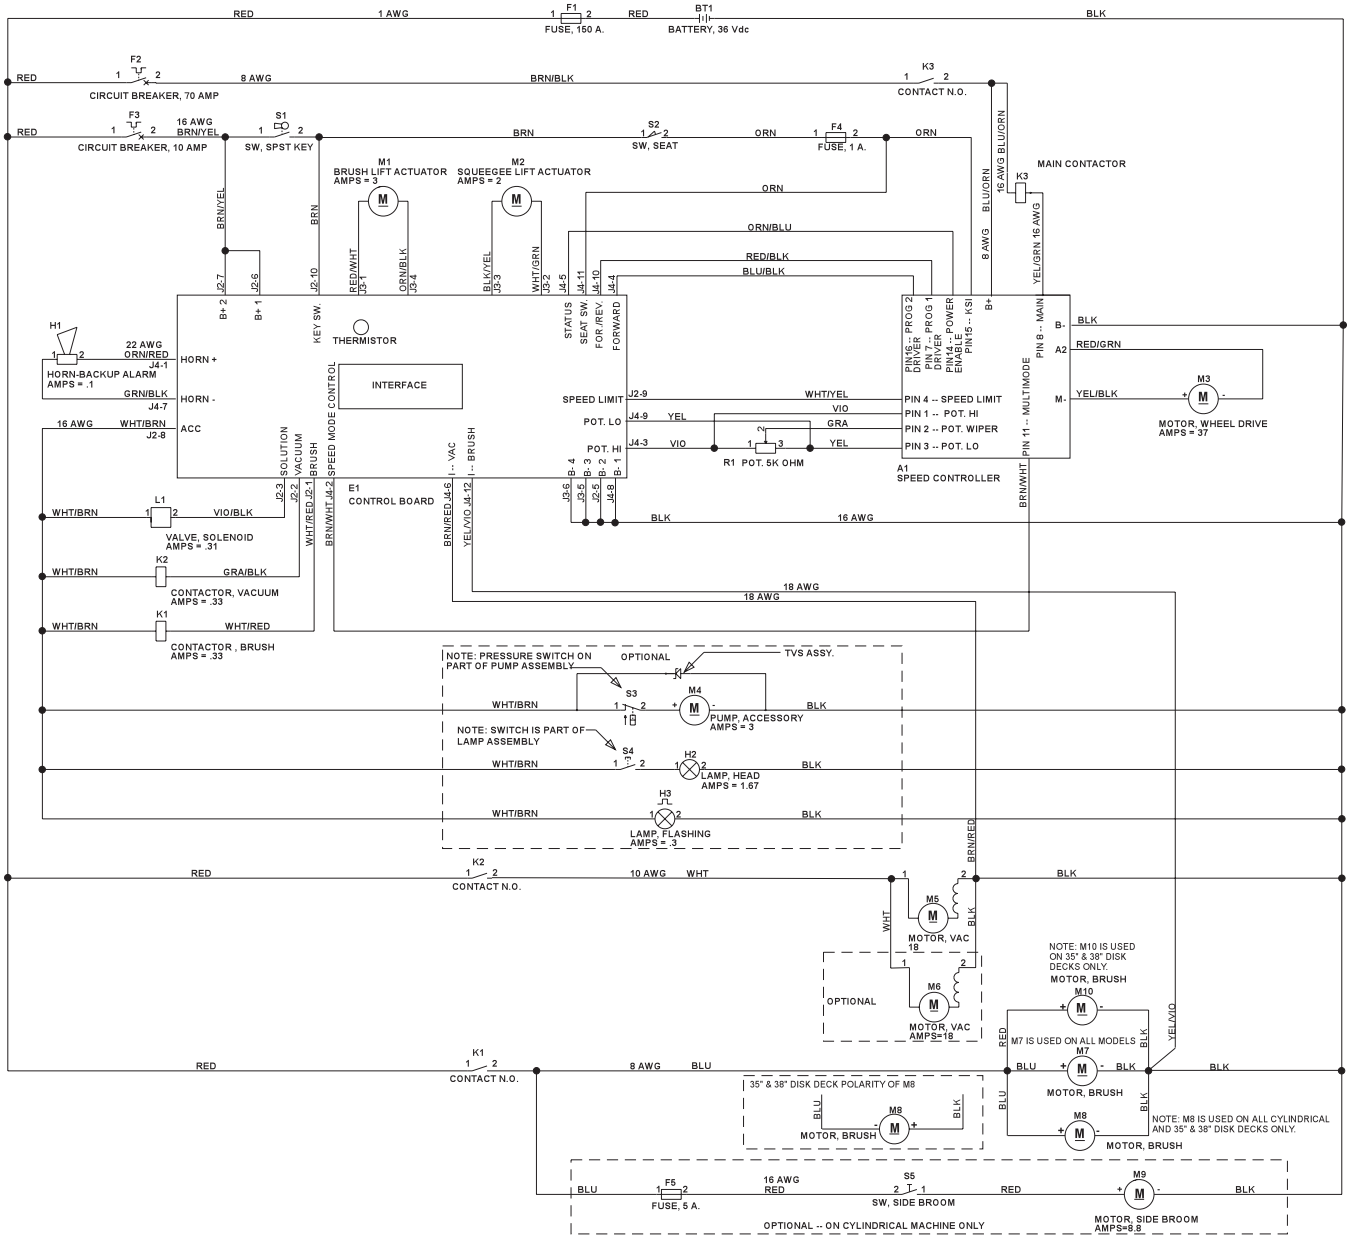 RED 1 AWG 1 F1 2 RED BT1 BLK
FUSE, 150 A. BATTERY, 36 Vdc
RED 1 F2 2 8 AWG BRN/BLK 1 K3 2
CIRCUIT BREAKER, 70 AMP CONTACT N.O.
16 AWG
RED 1 F3 2 BRN/YEL 1 S1 2 BRN 1 S2 2 ORN 1 F4 2 ORN
CIRCUIT BREAKER, 10 AMP SW, SPST KEY SW, SEAT FUSE, 1 A.
16 AWG BLU/ORN
MAIN CONTACTOR
K3
M1
BRUSH LIFT ACTUATOR
AMPS = 3
M
M2
SQUEEGEE LIFT ACTUATOR
AMPS = 2
M
ORN
ORN/BLU
RED/BLK
BLU/BLK
BRN/YEL
BRN
RED/WHT
ORN/BLK
BLK/YEL
WHT/GRN
8 AWG BLU/ORN
YEL/GRN 16 AWG
J2-7 J2-6 J2-10 J3-1 J3-4 J3-3 J3-2 J4-5 J4-11 J4-10 J4-4
B+ 2
B+ 1
KEY SW.
THERMISTOR
STATUS
SEAT SW.
FOR./REV.
FORWARD
PIN16 -- PROG 2
DRIVER
PIN 7 -- PROG 1
DRIVER
PIN14 -- POWER
ENABLE
PIN15 -- KSI
B+
PIN 8 -- MAIN
B- BLK
A2 RED/GRN
M- YEL/BLK + M - M3
MOTOR, WHEEL DRIVE
AMPS = 37
H1
1 2
22 AWG
ORN/RED
J4-1
HORN +
HORN-BACKUP ALARM
AMPS = .1
GRN/BLK
J4-7
HORN -
16 AWG WHT/BRN
J2-8
ACC
INTERFACE
SPEED LIMIT J2-9 WHT/YEL PIN 4 -- SPEED LIMIT
VIO PIN 1 -- POT. HI
POT. LO J4-9 YEL GRA PIN 2 -- POT. WIPER
POT. HI J4-3 VIO 1 2 3 YEL PIN 3 -- POT. LO
R1 POT. 5K OHM
A1
SPEED CONTROLLER
PIN 11 -- MULTIMODE
BRN/WHT
SOLUTION
VACUUM
BRUSH
SPEED MODE CONTROL
I -- VAC
I -- BRUSH
B- 4
B- 3
B- 2
B- 1
J2-3
J2-2
WHT/RED J2-1
BRN/WHT J4-2
E1
CONTROL BOARD
BRN/RED J4-6
YEL/VIO J4-12
J3-6
J3-5
J2-5
J4-8
BLK 16 AWG
L1
WHT/BRN 1 2 VIO/BLK
VALVE, SOLENOID
AMPS = .31
K2
WHT/BRN GRA/BLK
CONTACTOR, VACUUM
AMPS = .33
K1
WHT/BRN WHT/RED
CONTACTOR , BRUSH
AMPS = .33
18 AWG
18 AWG
NOTE: PRESSURE SWITCH ON
PART OF PUMP ASSEMBLY
OPTIONAL
TVS ASSY.
WHT/BRN 1 S3 2 + M4 M - BLK
PUMP, ACCESSORY
AMPS = 3
NOTE: SWITCH IS PART OF
LAMP ASSEMBLY
WHT/BRN 1 S4 2 1 H2 2 BLK
LAMP, HEAD
AMPS = 1.67
H3
WHT/BRN 1 2 BLK
LAMP, FLASHING
AMPS = .3
BRN/RED
RED 1 K2 2 10 AWG WHT 1 2 BLK
CONTACT N.O.
M5
M
MOTOR, VAC
18
WHT
BLK
OPTIONAL
1 2
M6
M
MOTOR, VAC
AMPS=18
NOTE: M10 IS USED
ON 35" & 38" DISK
DECKS ONLY.
MOTOR, BRUSH
M10
+ M -
RED
BLK
YEL/VIO
M7 IS USED ON ALL MODELS
RED 1 K1 2 8 AWG BLU BLU M7 M - BLK BLK
CONTACT N.O.
MOTOR, BRUSH
35" & 38" DISK DECK POLARITY OF M8
BLU
BLK
M8
- M +
MOTOR, BRUSH
BLU
BLK
M8
+ M -
MOTOR, BRUSH
NOTE: M8 IS USED ON ALL CYLINDRICAL
AND 35" & 38" DISK DECKS ONLY.
BLU 1 F5 2 16 AWG
RED 2 S5 1 RED + M9 M - BLK
FUSE, 5 A. SW, SIDE BROOM
MOTOR, SIDE BROOM
AMPS=8.8
OPTIONAL -- ON CYLINDRICAL MACHINE ONLY